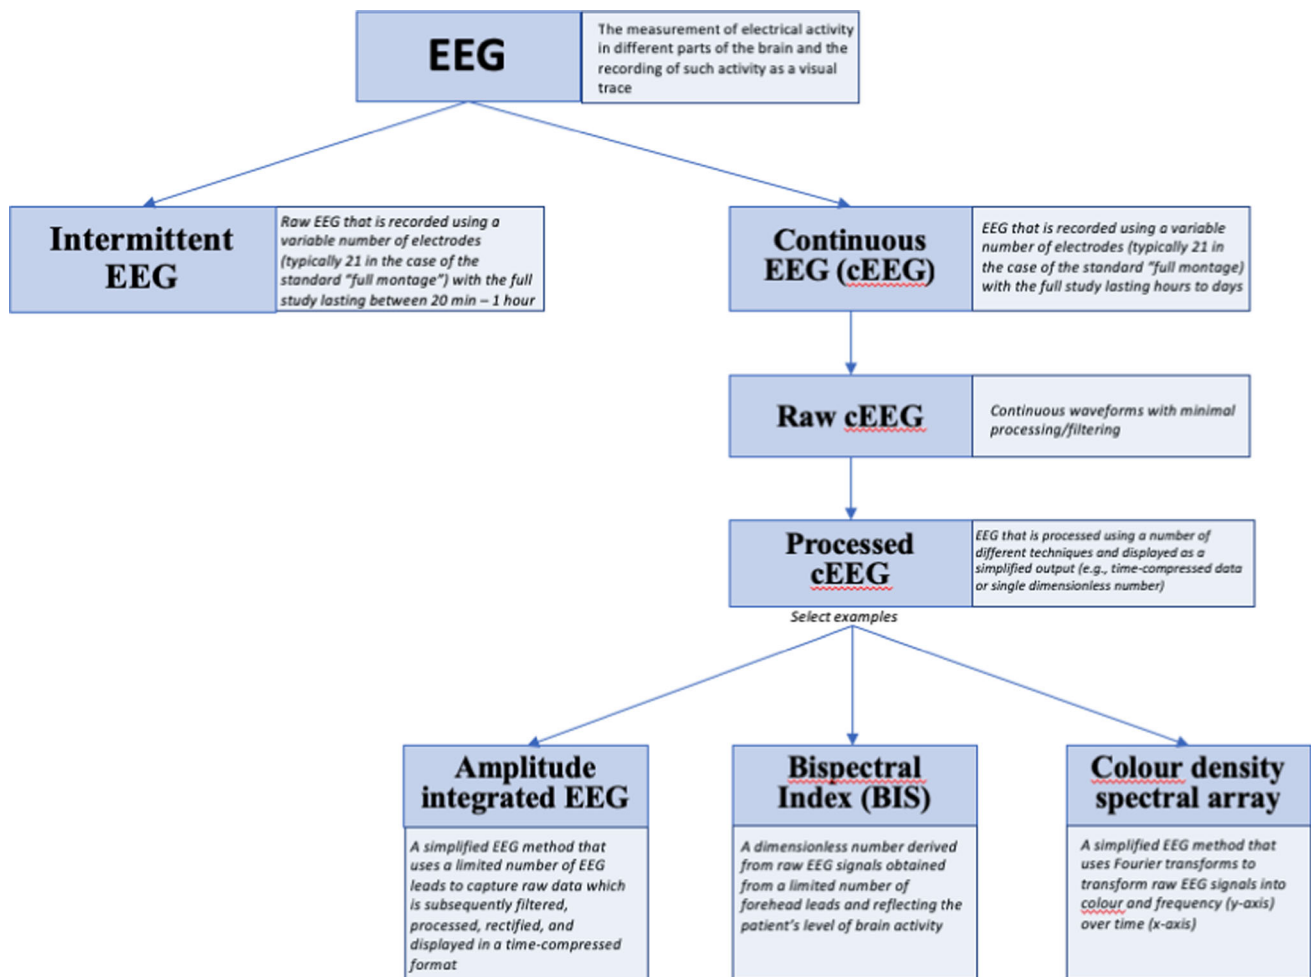 EEG
The measurement of electrical activity
in different parts of the brain and the
recording of such activity as a visual
trace
Intermittent
EEG
Raw EEG that is recorded using a
variable number of electrodes
(typically 21 in the case of the
standard “full montage”) with the full
study lasting between 20 min – 1 hour
Continuous
EEG (cEEG)
EEG that is recorded using a variable
number of electrodes (typically 21 in
the case of the standard “full montage)
with the full study lasting hours to days
Raw cEEG
Continuous waveforms with minimal
processing/filtering
Processed
cEEG
EEG that is processed using a number of
different techniques and displayed as a
simplified output (e.g., time-compressed data
or single dimensionless number)
Select examples
Amplitude
integrated EEG
A simplified EEG method that
uses a limited number of EEG
leads to capture raw data which
is subsequently filtered,
processed, rectified, and
displayed in a time-compressed
format
Bispectral
Index (BIS)
A dimensionless number derived
from raw EEG signals obtained
from a limited number of
forehead leads and reflecting the
patient’s level of brain activity
Colour density
spectral array
A simplified EEG method that
uses Fourier transforms to
transform raw EEG signals into
colour and frequency (y-axis)
over time (x-axis)